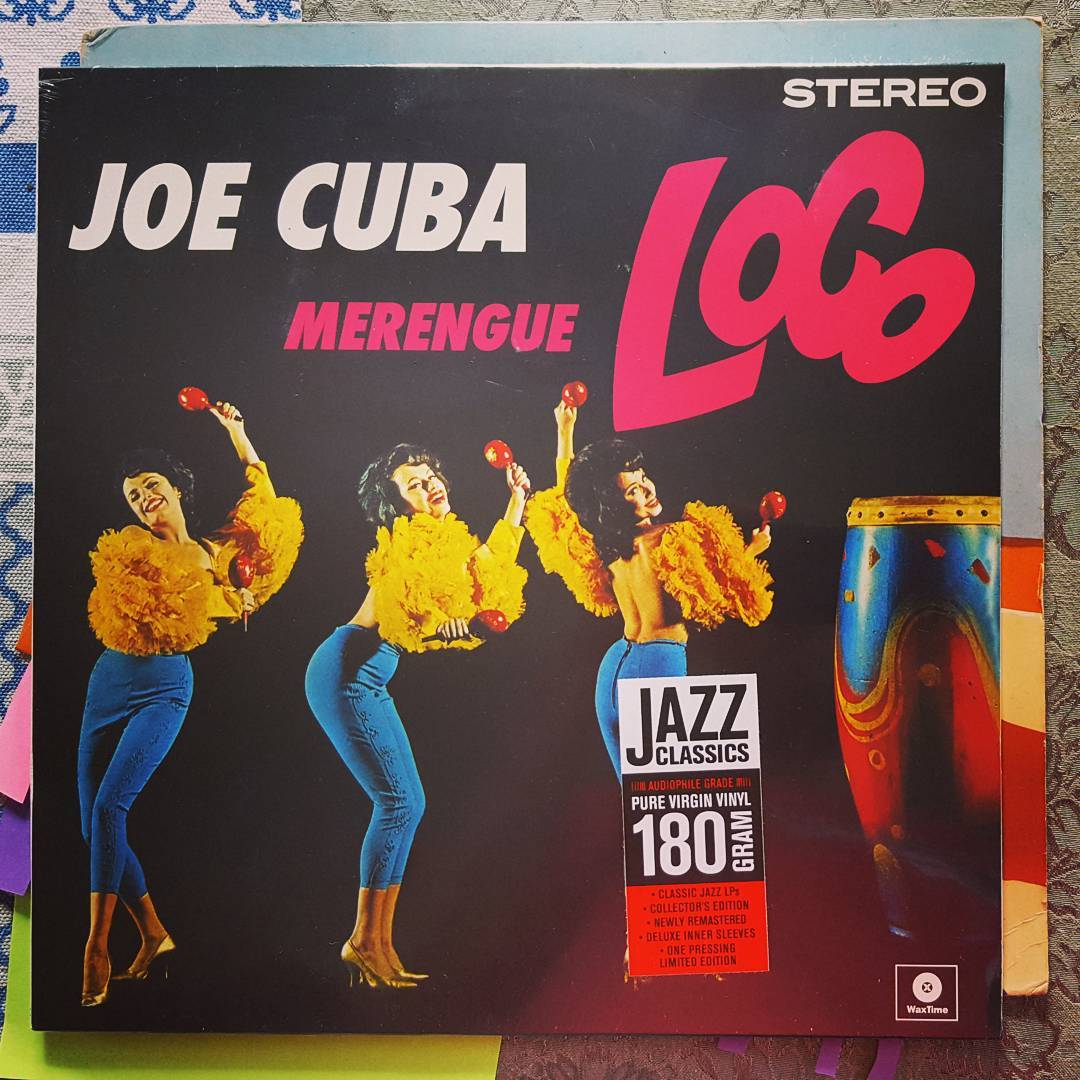 STEREO
JOE CUBA
MERENGUE
LOCO
JAZZ
CLASSICS
AUDIOPHILE GRADE
PURE VIRGIN VINYL
180 GRAM
• CLASSIC JAZZ LPs
• COLLECTOR'S EDITION
• NEWLY REMASTERED
• DELUXE INNER SLEEVES
• ONE PRESSING
LIMITED EDITION
WaxTime